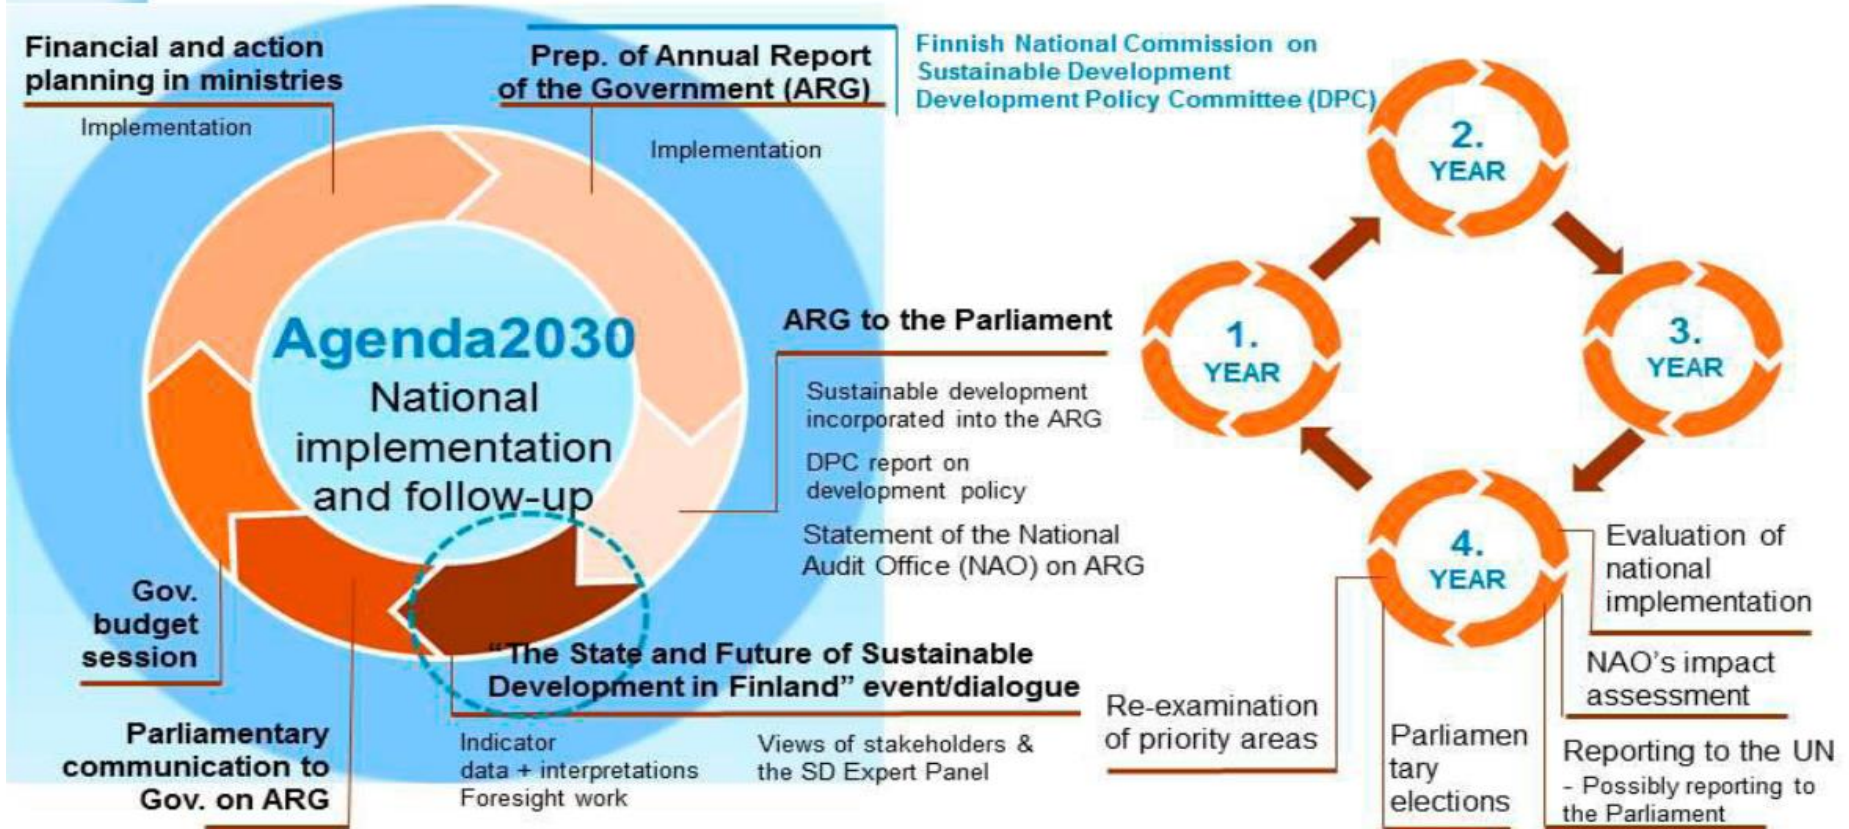 Financial and action
planning in ministries
Implementation
Prep. of Annual Report
of the Government (ARG)
Implementation
Finnish National Commission on
Sustainable Development
Development Policy Committee (DPC)
Agenda2030
National
implementation
and follow-up
ARG to the Parliament
Sustainable development
incorporated into the ARG
DPC report on
development policy
Statement of the National
Audit Office (NAO) on ARG
"The State and Future of Sustainable
Development in Finland” event/dialogue
Indicator
data + interpretations
Foresight work
Views of stakeholders &
the SD Expert Panel
Parliamentary
communication to
Gov. on ARG
Gov.
budget
session
1.
YEAR
2.
YEAR
3.
YEAR
4.
YEAR
Evaluation of
national
implementation
NAO's impact
assessment
Reporting to the UN
- Possibly reporting to
the Parliament
Parliamen
tary
elections
Re-examination
of priority areas